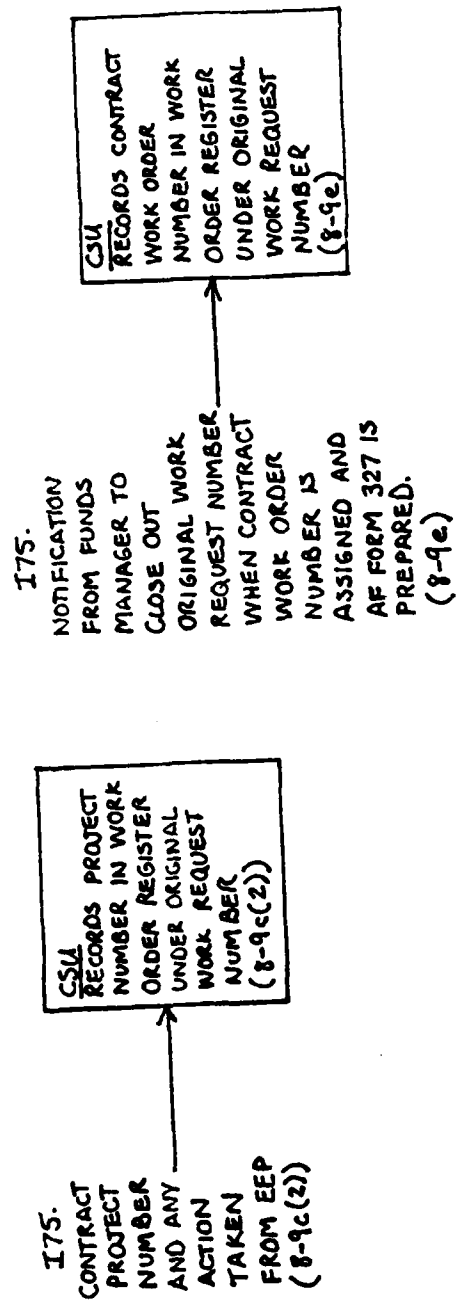 I75.
CONTRACT
PROJECT
NUMBER
AND ANY
ACTION
TAKEN
FROM EEP
(8-9c(2))
CSU
RECORDS PROJECT
NUMBER IN WORK
ORDER REGISTER
UNDER ORIGINAL
WORK REQUEST
NUMBER
(8-9c(2))
I75.
NOTIFICATION
FROM FUNDS
MANAGER TO
CLOSE OUT
ORIGINAL WORK
REQUEST NUMBER
WHEN CONTRACT
WORK ORDER
NUMBER IS
ASSIGNED AND
AF FORM 327 IS
PREPARED.
(8-9e)
CSU
RECORDS CONTRACT
WORK ORDER
NUMBER IN WORK
ORDER REGISTER
UNDER ORIGINAL
WORK REQUEST
NUMBER
(8-9e)